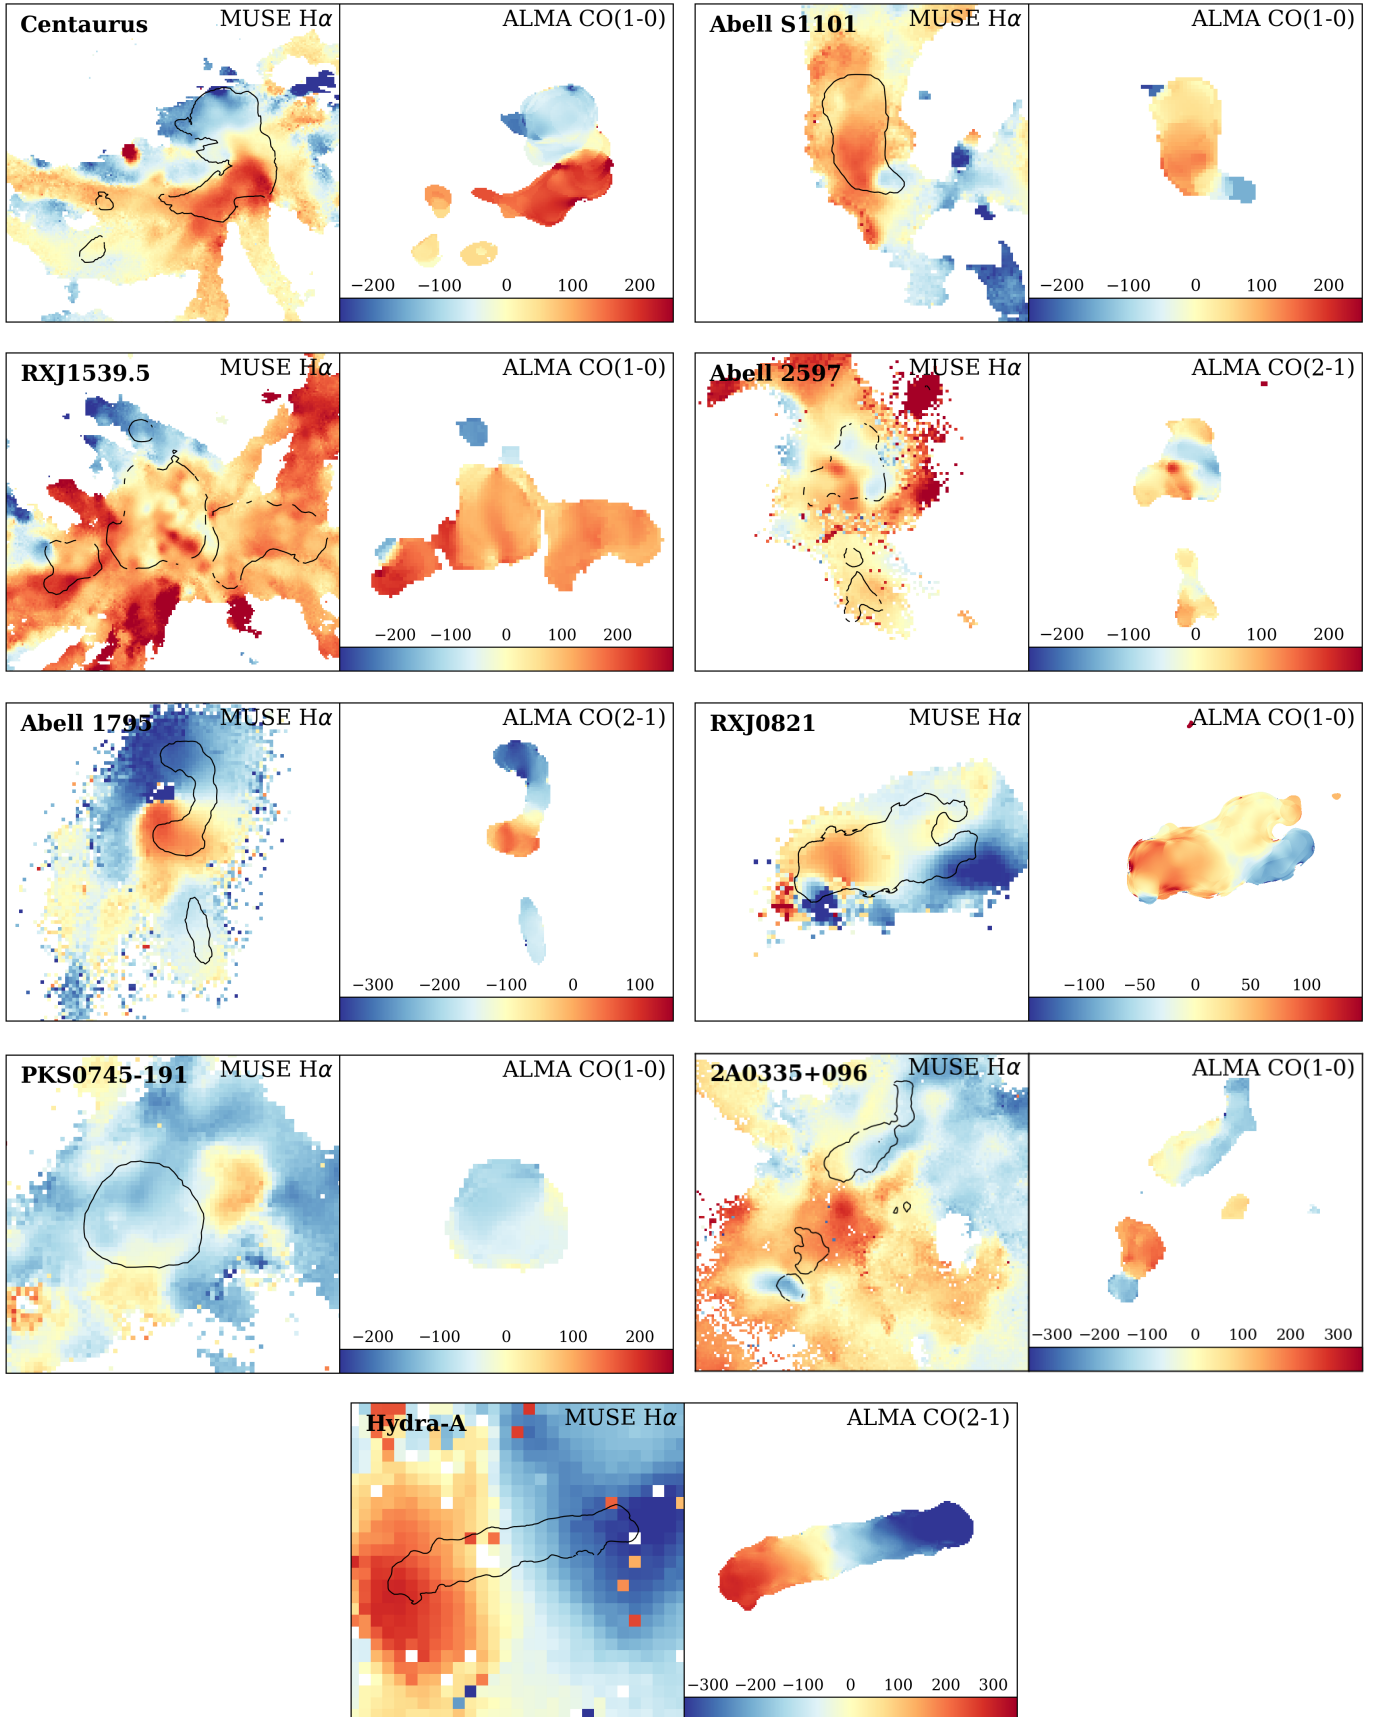 Centaurus MUSE Hα ALMA CO(1-0)
−200 −100 0 100 200
Abell S1101 MUSE Hα ALMA CO(1-0)
−200 −100 0 100 200
RXJ1539.5 MUSE Hα ALMA CO(1-0)
−200 −100 0 100 200
Abell 2597 MUSE Hα ALMA CO(2-1)
−200 −100 0 100 200
Abell 1795 MUSE Hα ALMA CO(2-1)
−300 −200 −100 0 100
RXJ0821 MUSE Hα ALMA CO(1-0)
−100 −50 0 50 100
PKS0745-191 MUSE Hα ALMA CO(1-0)
−200 −100 0 100 200
2A0335+096 MUSE Hα ALMA CO(1-0)
−300 −200 −100 0 100 200 300
Hydra-A MUSE Hα ALMA CO(2-1)
−300 −200 −100 0 100 200 300